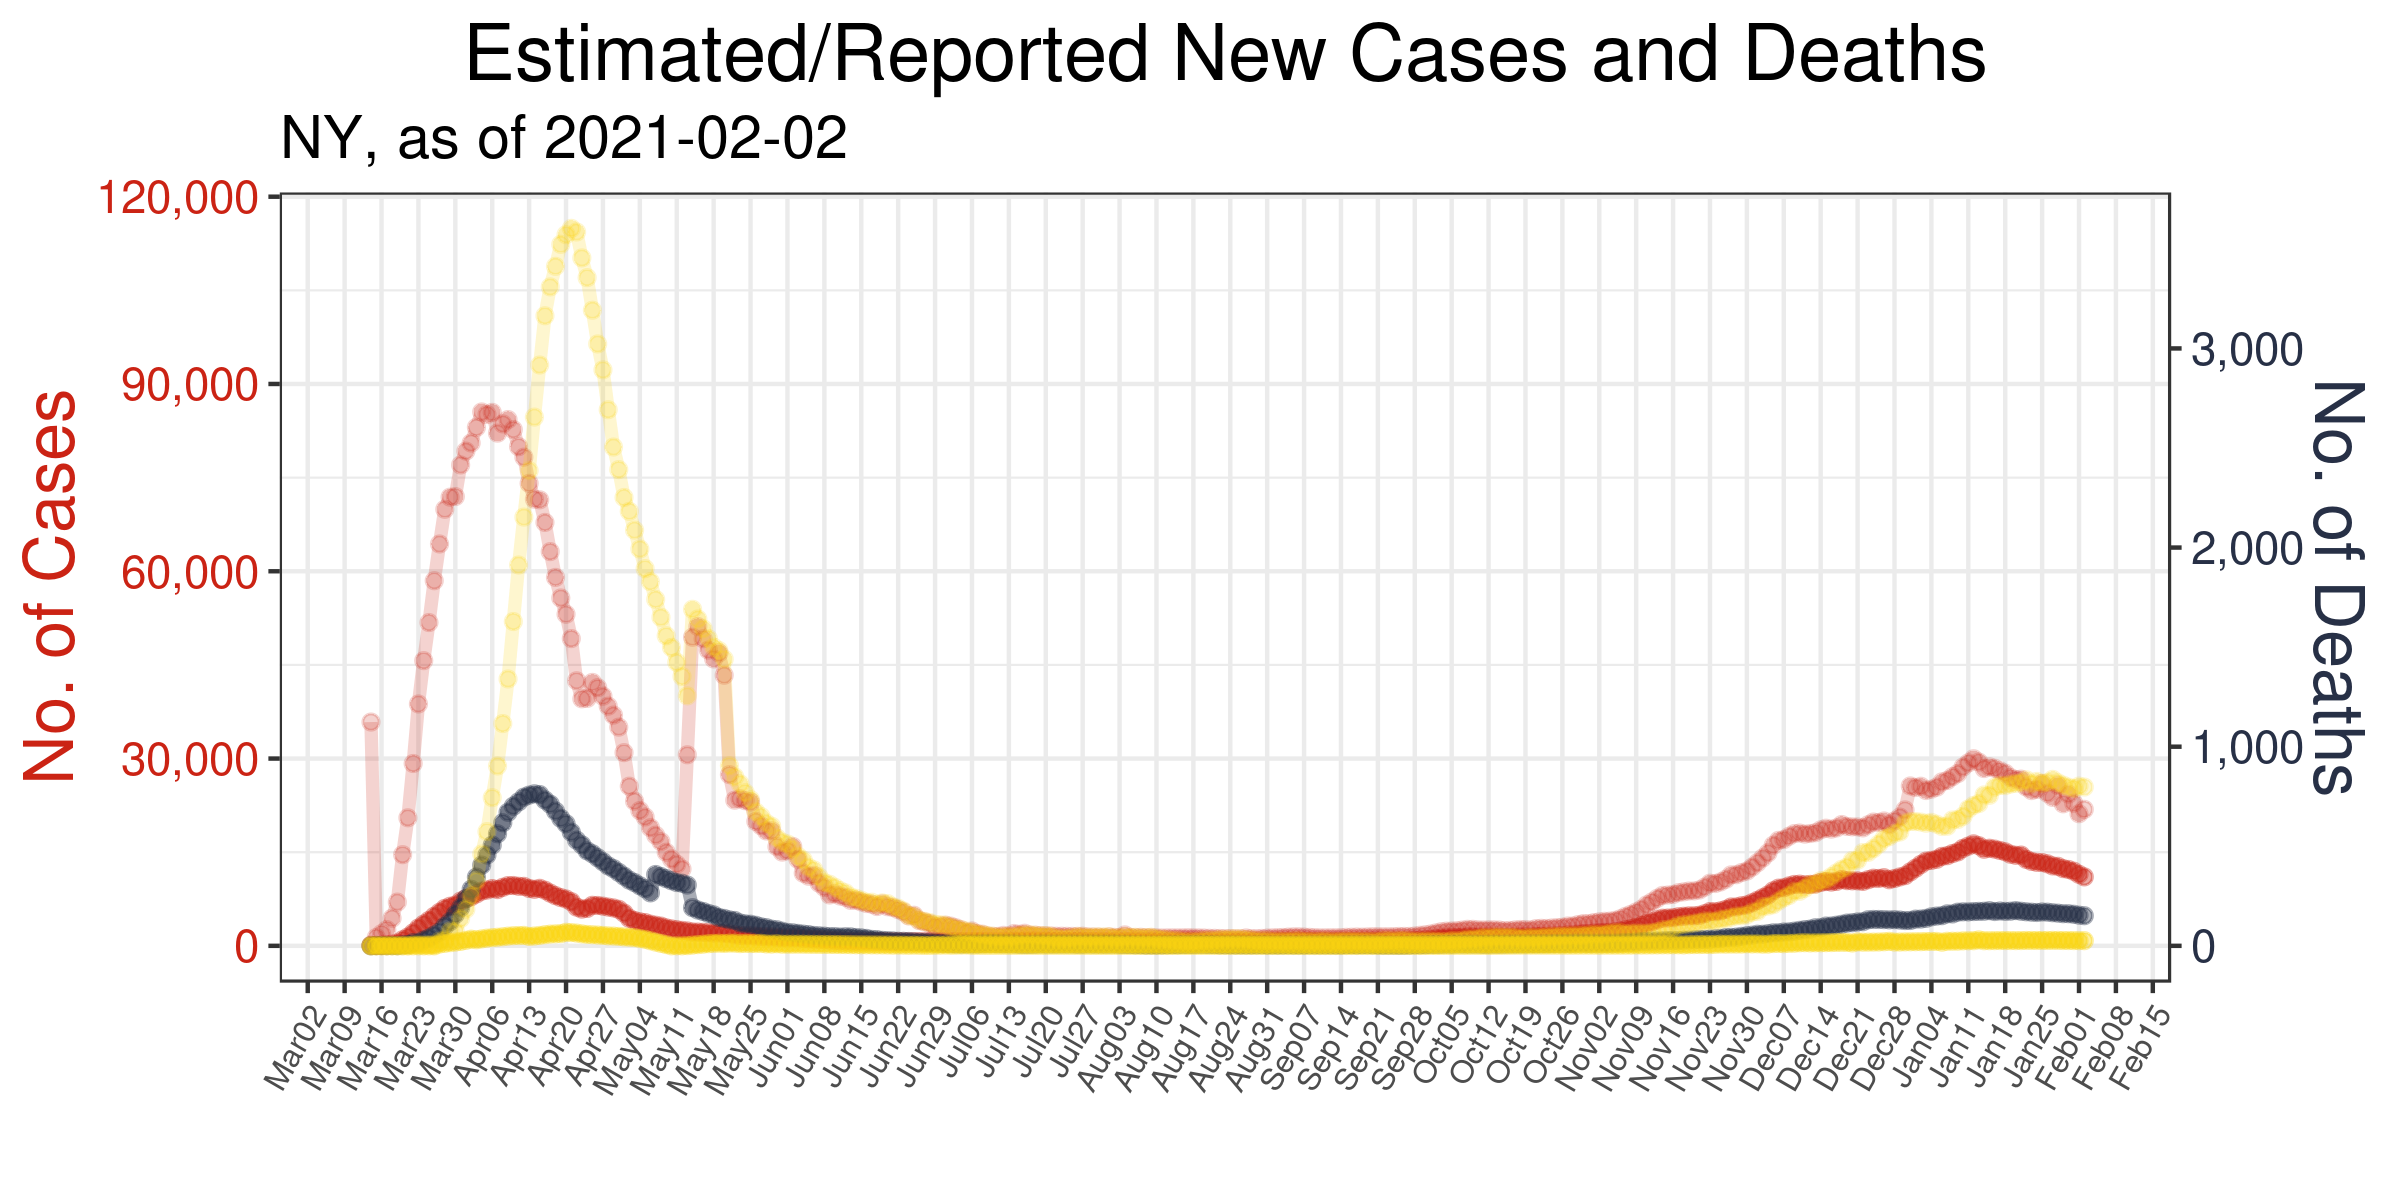 Estimated/Reported New Cases and Deaths
NY, as of 2021-02-02
No. of Cases
120,000
90,000
60,000
30,000
0
3,000
2,000
1,000
0
No. of Deaths
Mar02 Mar09 Mar16 Mar23 Mar30 Apr06 Apr13 Apr20 Apr27 May04 May11 May18 May25 Jun01 Jun08 Jun15 Jun22 Jun29 Jul06 Jul13 Jul20 Jul27 Aug03 Aug10 Aug17 Aug24 Aug31 Sep07 Sep14 Sep21 Sep28 Oct05 Oct12 Oct19 Oct26 Nov02 Nov09 Nov16 Nov23 Nov30 Dec07 Dec14 Dec21 Dec28 Jan04 Jan11 Jan18 Jan25 Feb01 Feb08 Feb15